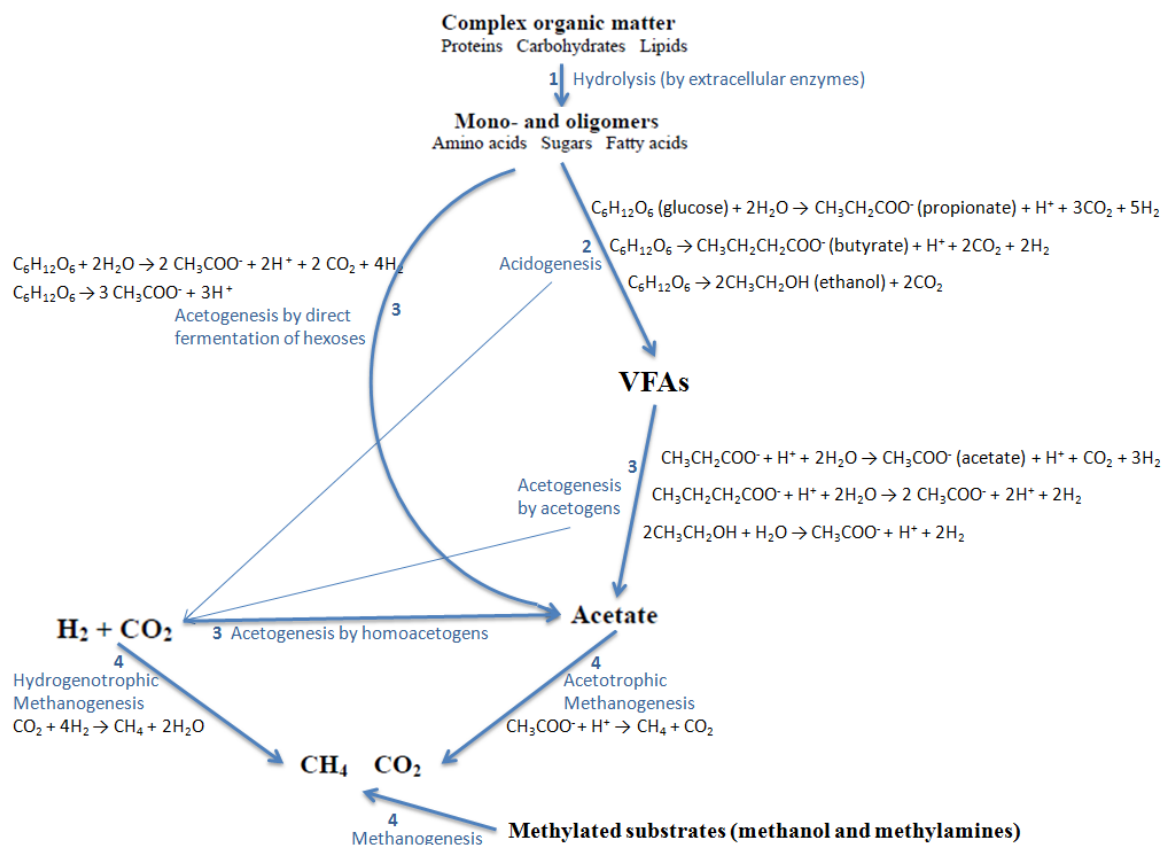 Complex organic matter
Proteins Carbohydrates Lipids
1 Hydrolysis (by extracellular enzymes)
Mono- and oligomers
Amino acids Sugars Fatty acids
C₆H₁₂O₆ (glucose) + 2H₂O → CH₃CH₂COO⁻ (propionate) + H⁺ + 3CO₂ + 5H₂
2 C₆H₁₂O₆ → CH₃CH₂CH₂COO⁻ (butyrate) + H⁺ + 2CO₂ + 2H₂
Acidogenesis
C₆H₁₂O₆ → 2CH₃CH₂OH (ethanol) + 2CO₂
C₆H₁₂O₆ + 2H₂O → 2 CH₃COO⁻ + 2H⁺ + 2 CO₂ + 4H₂
C₆H₁₂O₆ → 3 CH₃COO⁻ + 3H⁺
3
Acetogenesis by direct
fermentation of hexoses
VFAs
3 CH₃CH₂COO⁻ + H⁺ + 2H₂O → CH₃COO⁻ (acetate) + H⁺ + CO₂ + 3H₂
CH₃CH₂CH₂COO⁻ + H⁺ + 2H₂O → 2 CH₃COO⁻ + 2H⁺ + 2H₂
2CH₃CH₂OH + H₂O → CH₃COO⁻ + H⁺ + 2H₂
Acetogenesis
by acetogens
Acetate
H₂ + CO₂
3 Acetogenesis by homoacetogens
4
Hydrogenotrophic
Methanogenesis
CO₂ + 4H₂ → CH₄ + 2H₂O
4
Acetotrophic
Methanogenesis
CH₃COO⁻ + H⁺ → CH₄ + CO₂
CH₄ CO₂
4
Methanogenesis
Methylated substrates (methanol and methylamines)